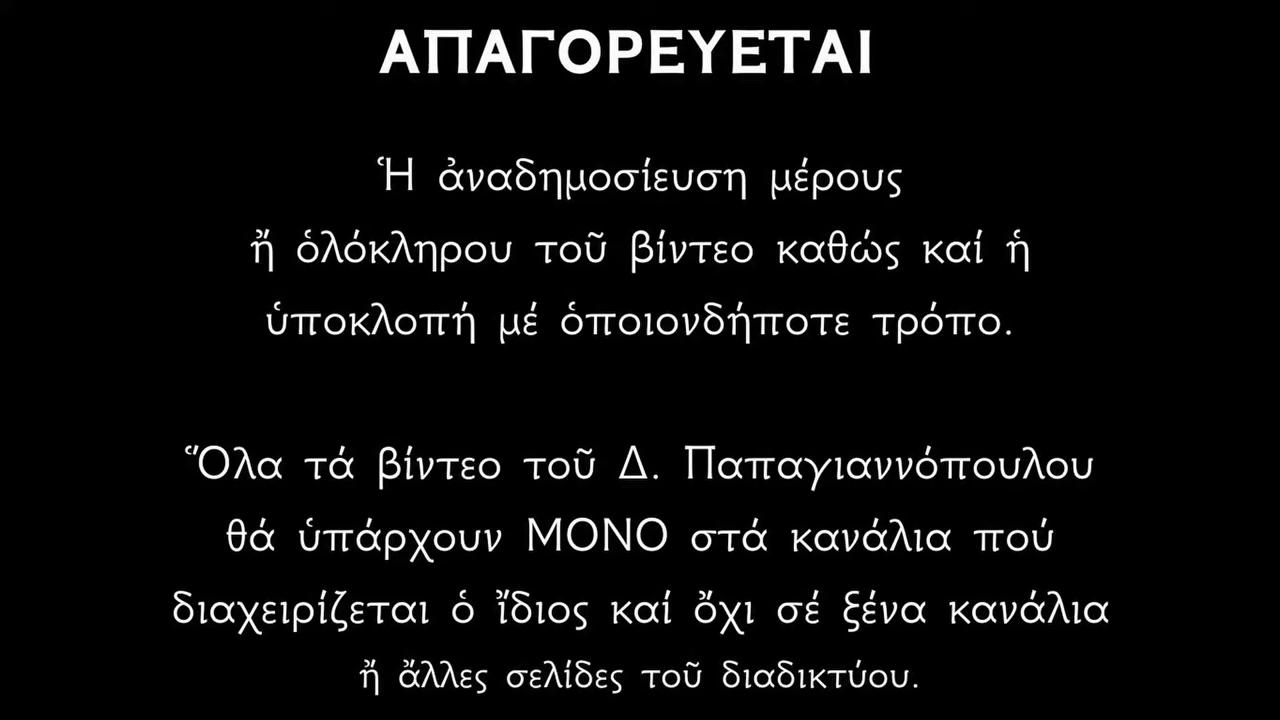 ΑΠΑΓΟΡΕΥΕΤΑΙ
Ἡ ἀναδημοσίευση μέρους
ἤ ὁλόκληρου τοῦ βίντεο καθώς καί ἡ
ὑποκλοπή μέ ὁποιονδήποτε τρόπο.
Ὅλα τά βίντεο τοῦ Δ. Παπαγιαννόπουλου
θά ὑπάρχουν ΜΟΝΟ στά κανάλια πού
διαχειρίζεται ὁ ἴδιος καί ὄχι σέ ξένα κανάλια
ἤ ἄλλες σελίδες τοῦ διαδικτύου.